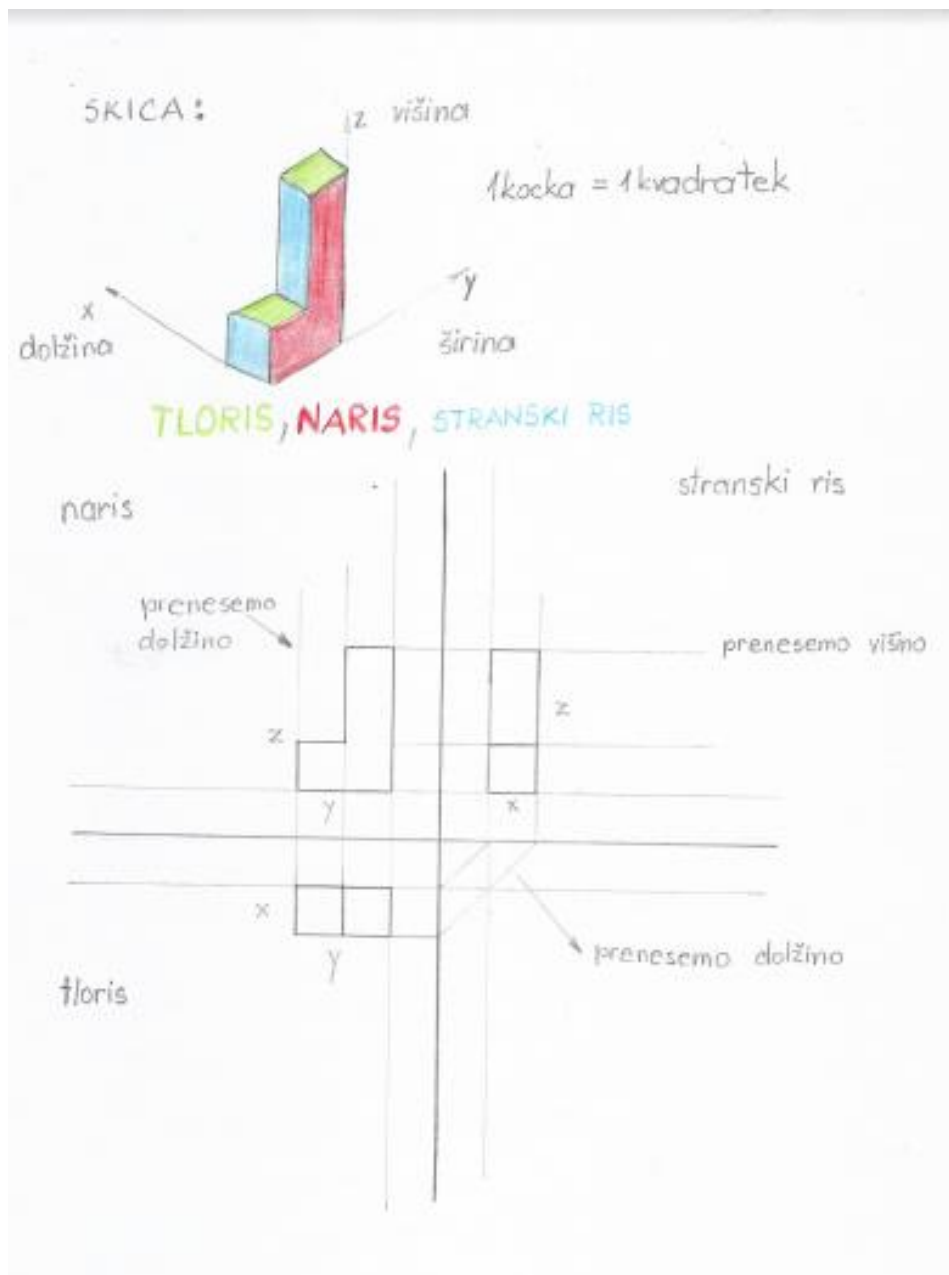 SKICA:
z višina
1kocka = 1kvadratek
y
x
dolžina
širina
TLORIS, NARIS, STRANSKI RIS
stranski ris
naris
prenesemo
dolžino
prenesemo višino
z
z
y
x
x
y
prenesemo dolžino
tloris